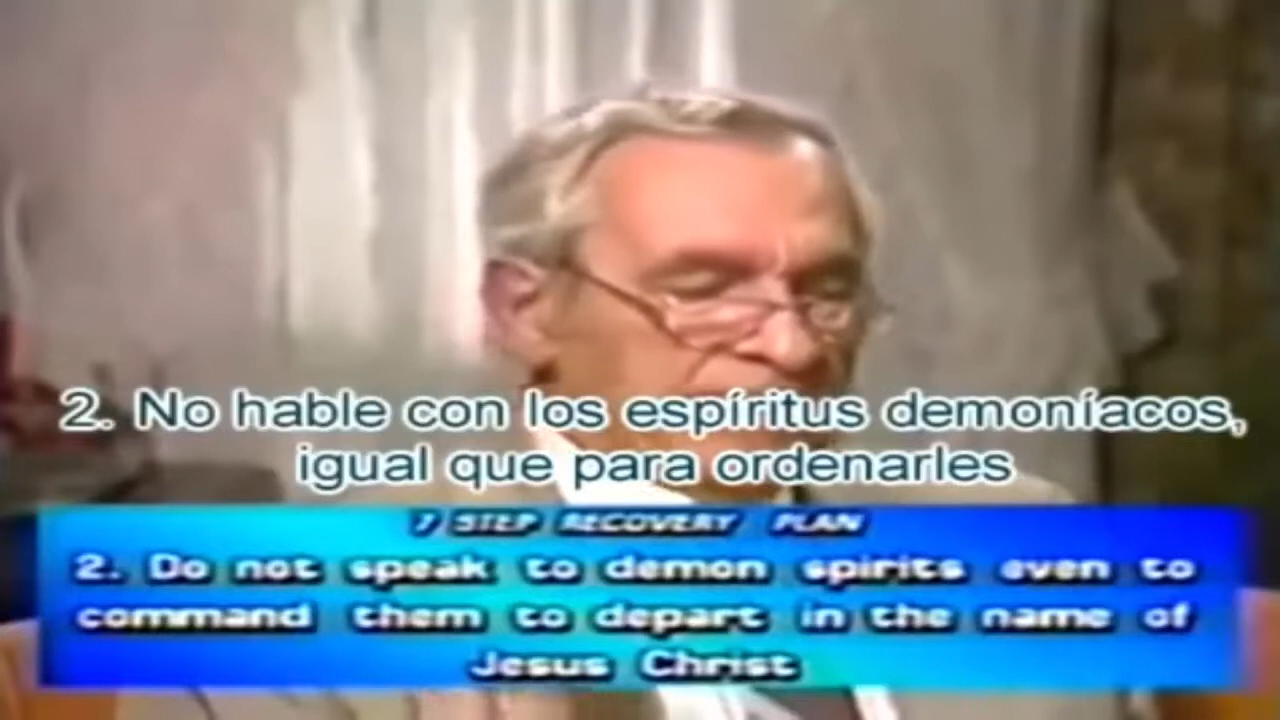 2. No hable con los espíritus demoníacos,
igual que para ordenarles
7 STEP RECOVERY PLAN
2. Do not speak to demon spirits even to
command them to depart in the name of
Jesus Christ